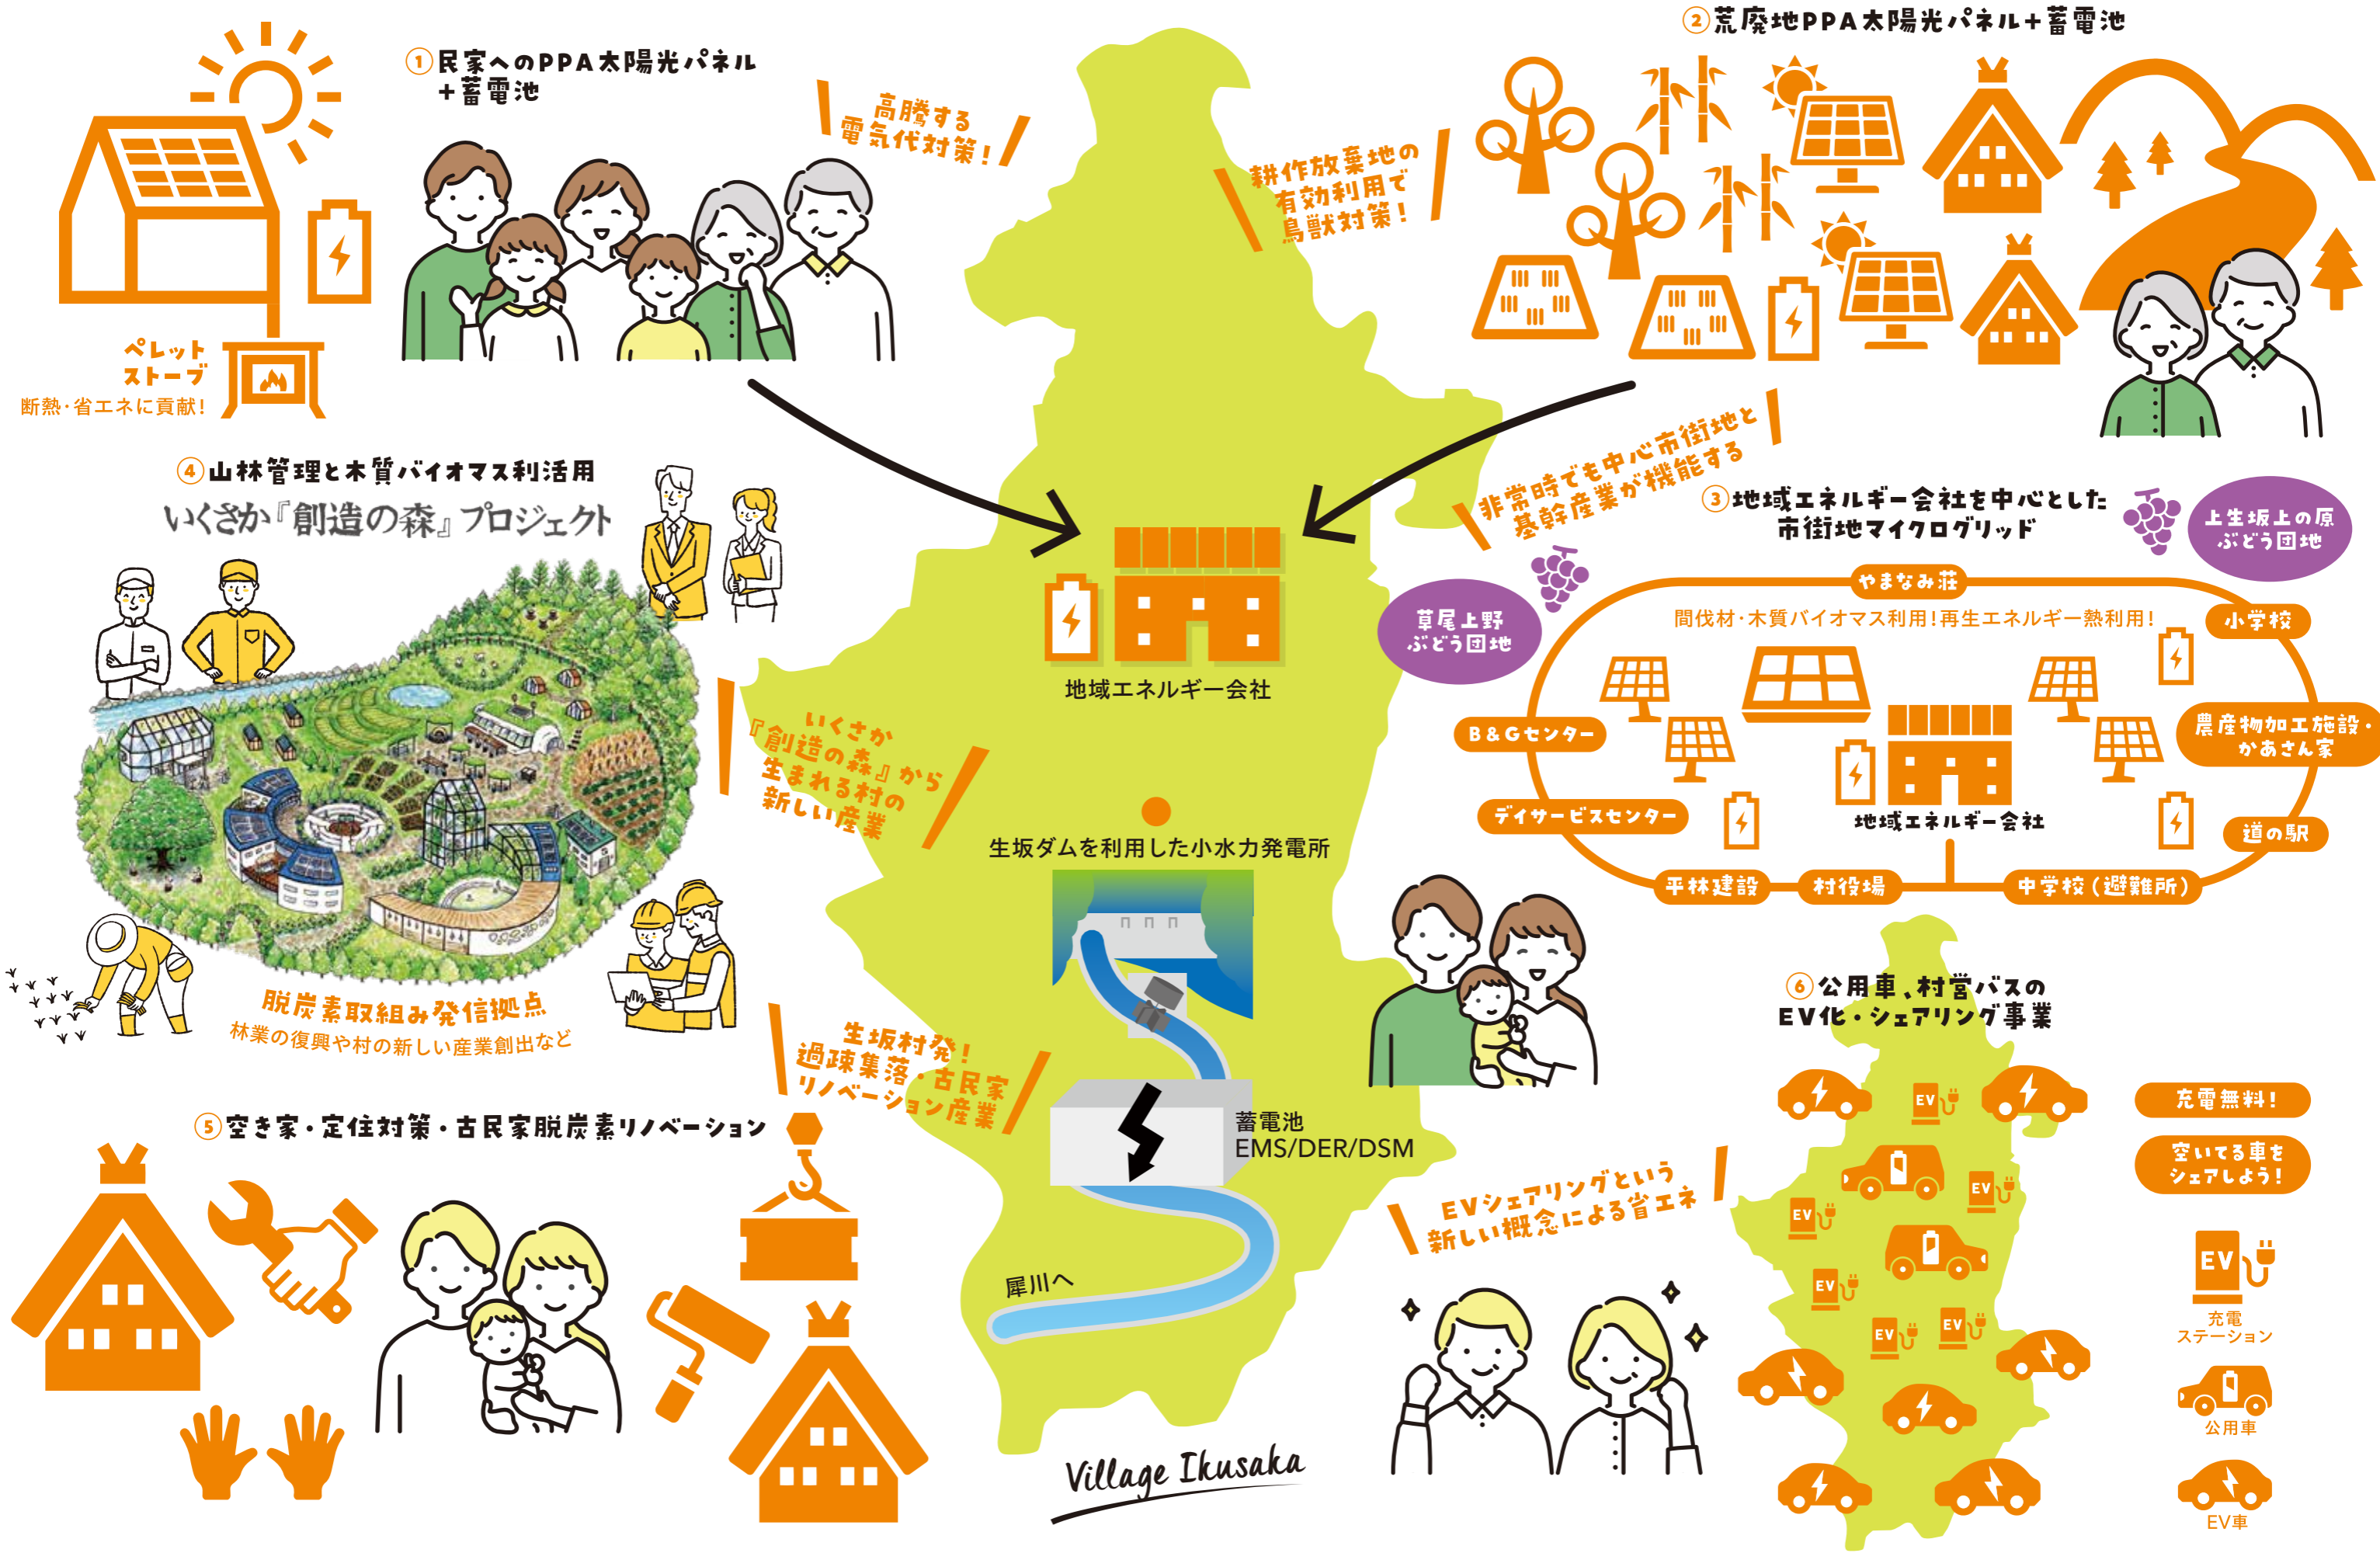 ①民家へのPPA太陽光パネル
＋蓄電池
高騰する
電気代対策！
ペレット
ストーブ
断熱・省エネに貢献！
②荒廃地PPA太陽光パネル＋蓄電池
耕作放棄地の
有効利用で
鳥獣対策！
非常時でも中心市街地と
基幹産業が機能する
③地域エネルギー会社を中心とした
市街地マイクログリッド
上生坂上の原
ぶどう団地
草尾上野
ぶどう団地
やまなみ荘
間伐材・木質バイオマス利用！再生エネルギー熱利用！
小学校
B&Gセンター
農産物加工施設・
かあさん家
デイサービスセンター
地域エネルギー会社
道の駅
平林建設
村役場
中学校（避難所）
④山林管理と木質バイオマス利活用
いくさか『創造の森』プロジェクト
いくさか
『創造の森』から
生まれる村の
新しい産業
脱炭素取組み発信拠点
林業の復興や村の新しい産業創出など
地域エネルギー会社
生坂ダムを利用した小水力発電所
蓄電池
EMS/DER/DSM
犀川へ
Village Ikusaka
生坂村発！
過疎集落・古民家
リノベーション産業
⑤空き家・定住対策・古民家脱炭素リノベーション
⑥公用車、村営バスの
EV化・シェアリング事業
EVシェアリングという
新しい概念による省エネ
EV
EV
EV
EV
EV
EV
充電無料！
空いてる車を
シェアしよう！
EV
充電
ステーション
公用車
EV車